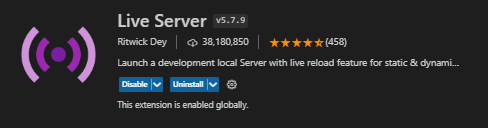 Live Server v5.7.9
Ritwick Dey 38,180,850 (458)
Launch a development local Server with live reload feature for static & dynami...
Disable Uninstall
This extension is enabled globally.